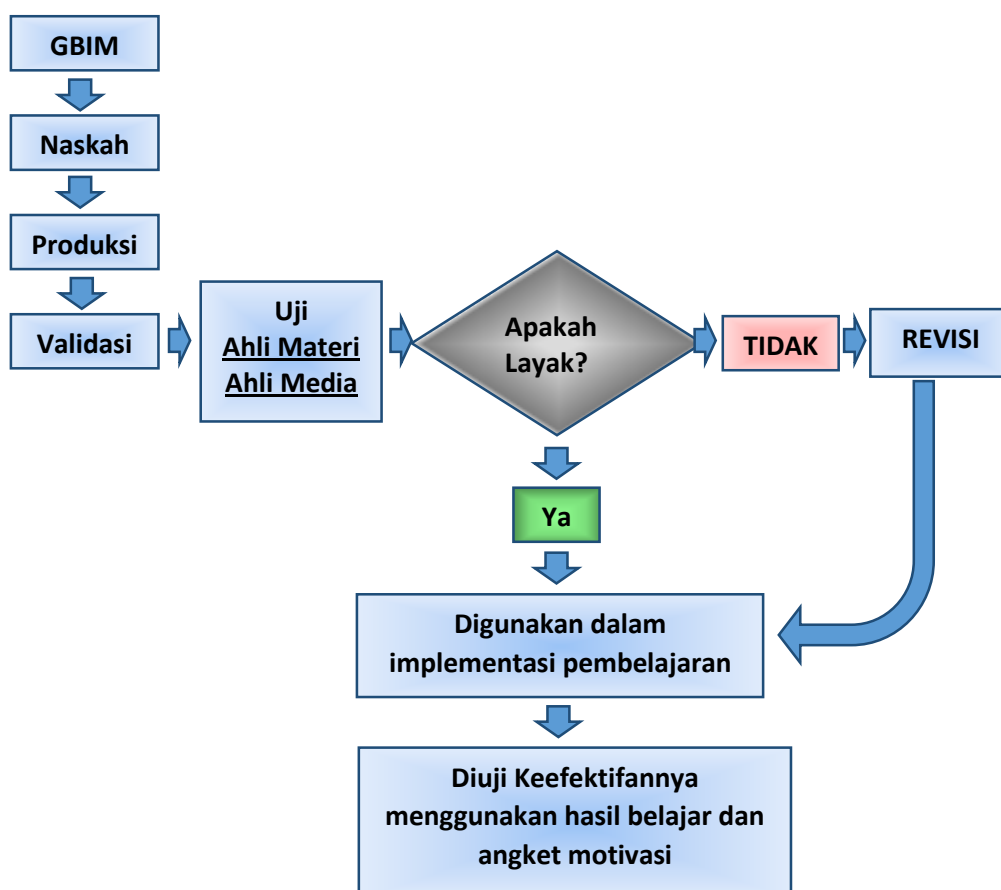 GBIM
Naskah
Produksi
Validasi
Uji
Ahli Materi
Ahli Media
Apakah
Layak?
TIDAK
REVISI
Ya
Digunakan dalam
implementasi pembelajaran
Diuji Keefektifannya
menggunakan hasil belajar dan
angket motivasi